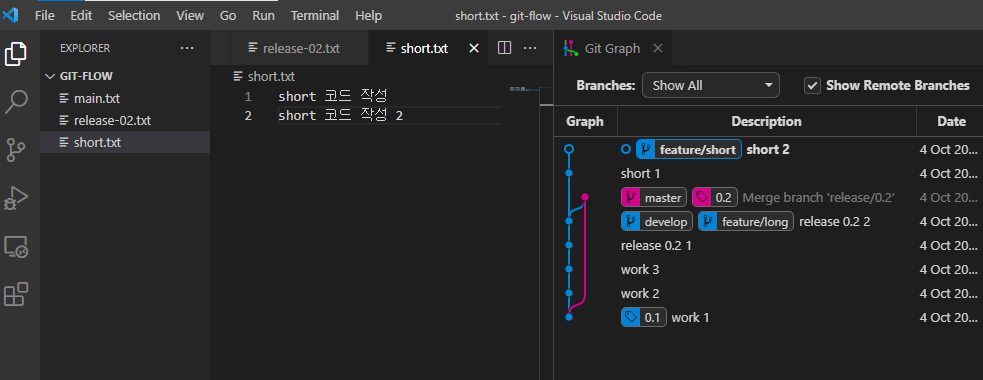 File Edit Selection View Go Run Terminal Help short.txt - git-flow - Visual Studio Code
EXPLORER ··· release-02.txt short.txt ··· Git Graph
GIT-FLOW
main.txt
release-02.txt
short.txt
short.txt
1 short 코드 작성
2 short 코드 작성 2
Branches: Show All Show Remote Branches
Graph Description Date
feature/short short 2 4 Oct 20...
short 1 4 Oct 20...
master 0.2 Merge branch 'release/0.2' 4 Oct 20...
develop feature/long release 0.2 2 4 Oct 20...
release 0.2 1 4 Oct 20...
work 3 4 Oct 20...
work 2 4 Oct 20...
0.1 work 1 4 Oct 20...